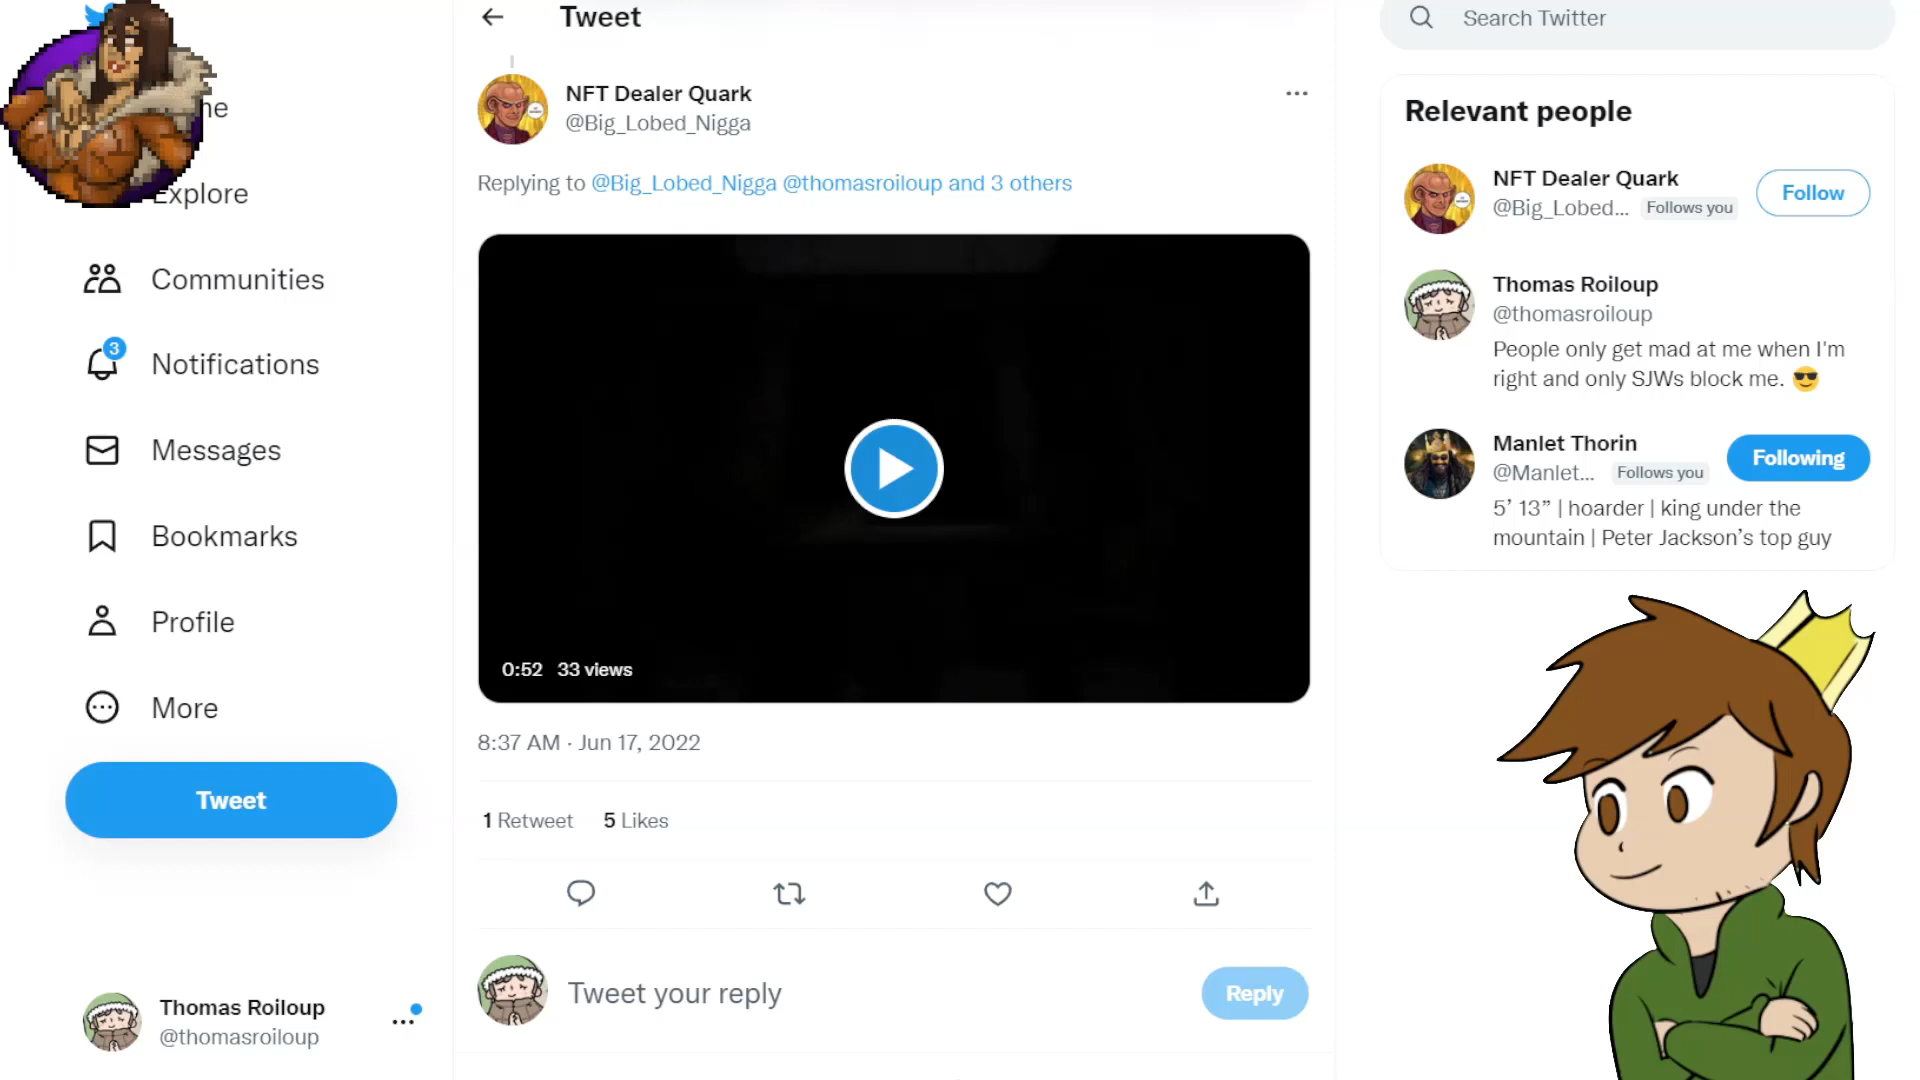 Tweet
Search Twitter
NFT Dealer Quark
@Big_Lobed_Nigga
Replying to @Big_Lobed_Nigga @thomasroiloup and 3 others
0:52 33 views
8:37 AM · Jun 17, 2022
1 Retweet 5 Likes
Tweet your reply
Reply
me
Explore
Communities
3
Notifications
Messages
Bookmarks
Profile
More
Tweet
Thomas Roiloup
@thomasroiloup
Relevant people
NFT Dealer Quark
@Big_Lobed... Follows you
Follow
Thomas Roiloup
@thomasroiloup
People only get mad at me when I'm
right and only SJWs block me. 😎
Manlet Thorin
@Manlet... Follows you
Following
5’ 13” | hoarder | king under the
mountain | Peter Jackson’s top guy